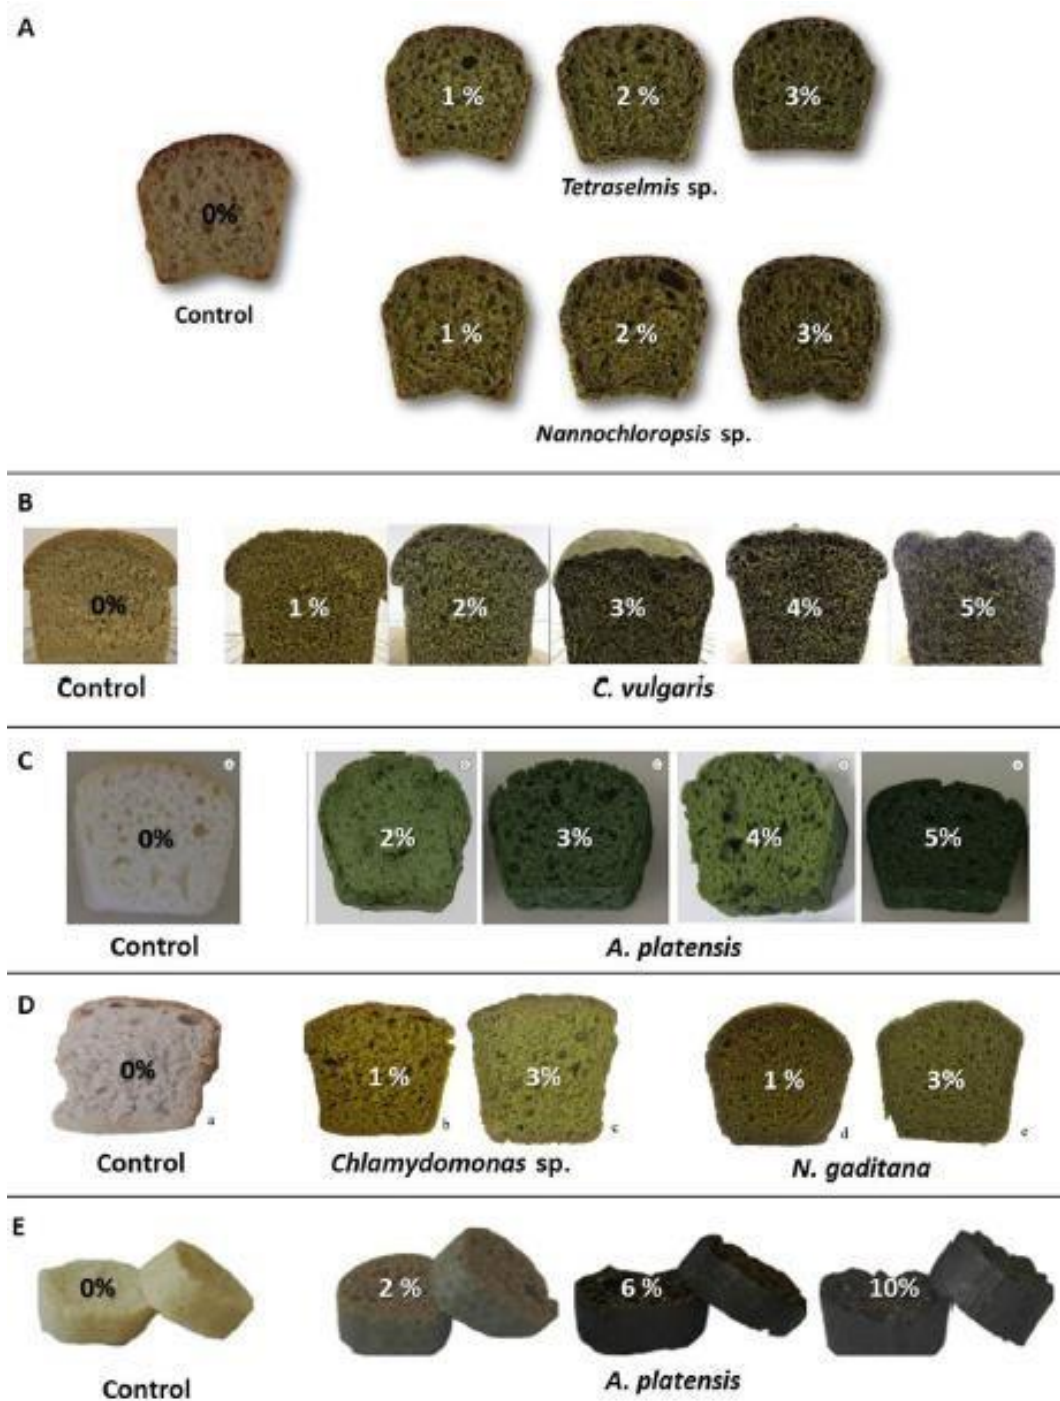 A
1 %
2 %
3%
Tetraselmis sp.
0%
Control
1 %
2 %
3%
Nannochloropsis sp.
B
0%
1 %
2%
3%
4%
5%
Control
C. vulgaris
C
0%
2%
3%
4%
5%
Control
A. platensis
D
0%
a
1 %
b
3%
c
1 %
d
3%
e
Control
Chlamydomonas sp.
N. gaditana
E
0%
2 %
6 %
10%
Control
A. platensis